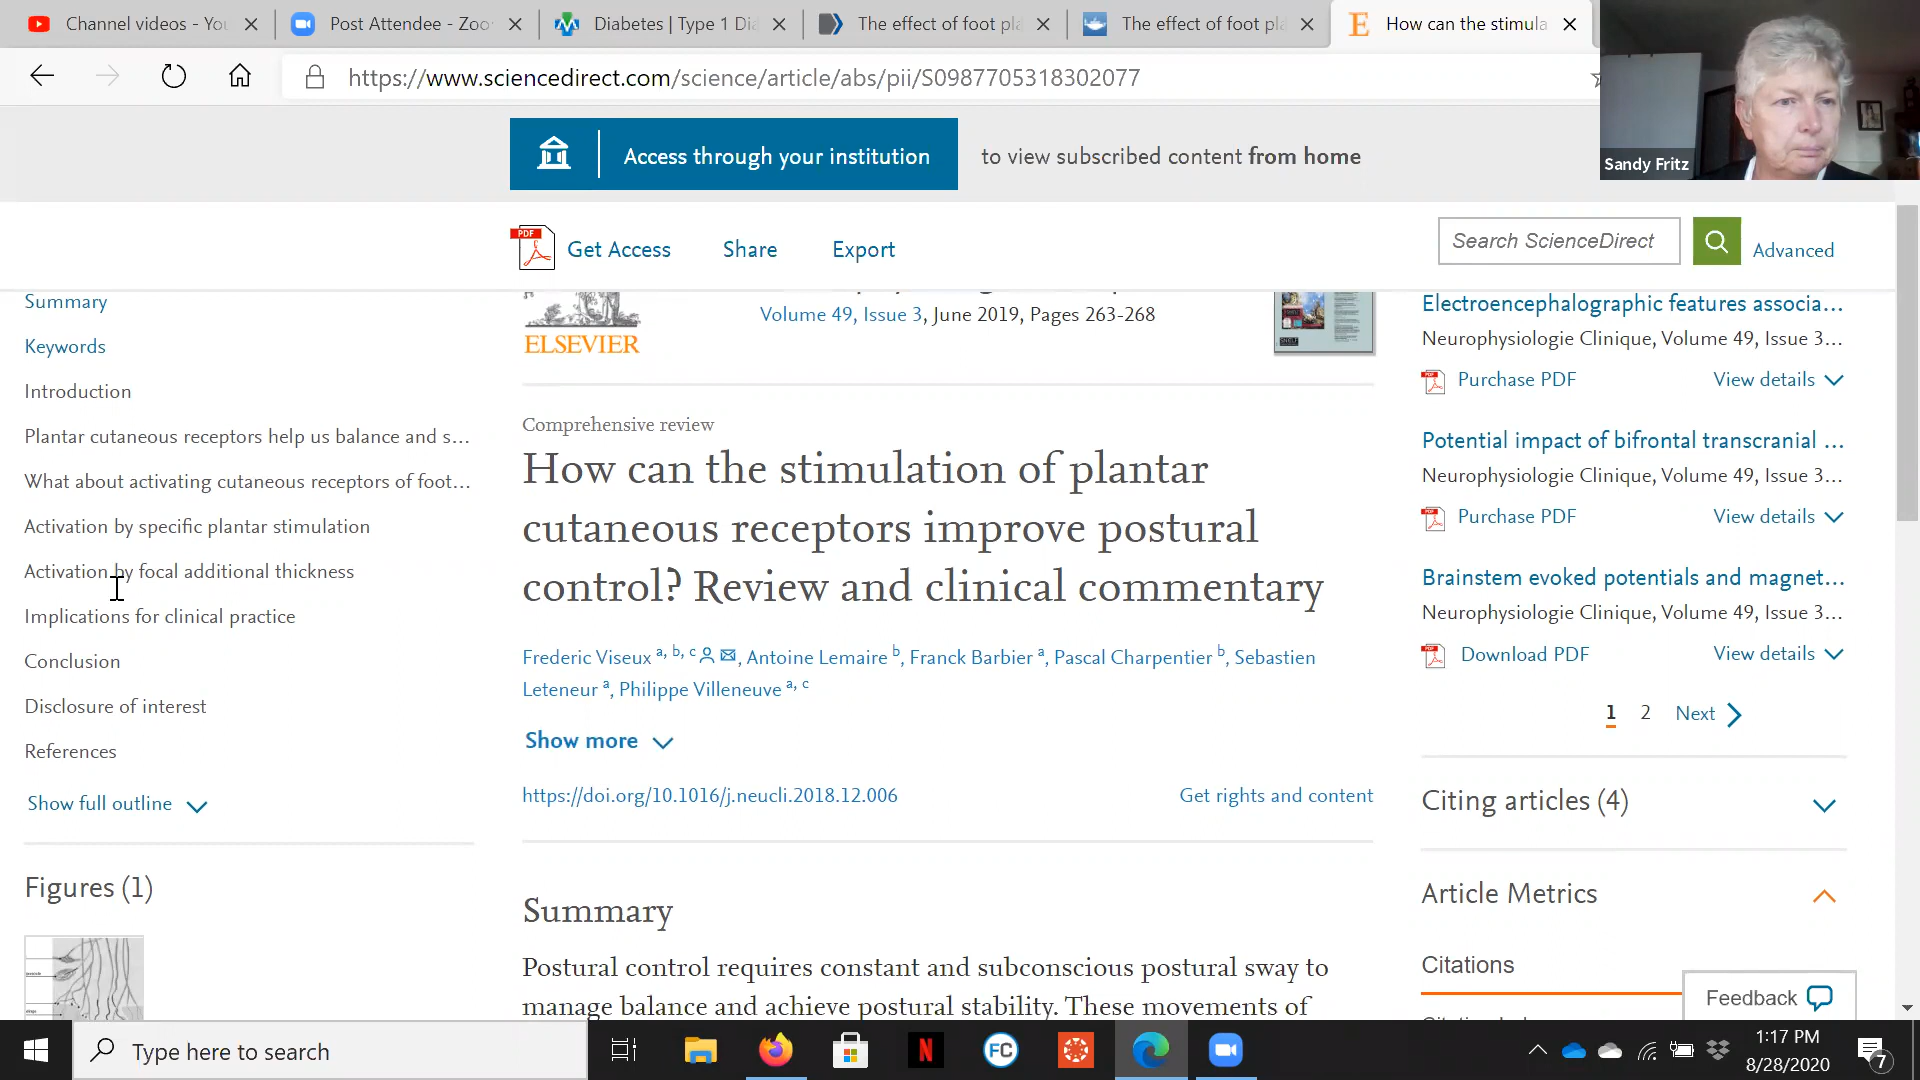 Channel videos - You
Post Attendee - Zoo
Diabetes | Type 1 Dia
The effect of foot pla
The effect of foot pl
How can the stimula
https://www.sciencedirect.com/science/article/abs/pii/S0987705318302077
Sandy Fritz
Access through your institution
to view subscribed content from home
PDF
Get Access
Share
Export
Search ScienceDirect
Advanced
Summary
Keywords
Introduction
Plantar cutaneous receptors help us balance and s...
What about activating cutaneous receptors of foot...
Activation by specific plantar stimulation
Activation by focal additional thickness
Implications for clinical practice
Conclusion
Disclosure of interest
References
Show full outline
Figures (1)
ELSEVIER
Volume 49, Issue 3, June 2019, Pages 263-268
Comprehensive review
How can the stimulation of plantar
cutaneous receptors improve postural
control? Review and clinical commentary
Frederic Viseux a, b, c, Antoine Lemaire b, Franck Barbier a, Pascal Charpentier b, Sebastien
Leteneur a, Philippe Villeneuve a, c
Show more
https://doi.org/10.1016/j.neucli.2018.12.006
Get rights and content
Summary
Postural control requires constant and subconscious postural sway to
manage balance and achieve postural stability. These movements of
Electroencephalographic features associa...
Neurophysiologie Clinique, Volume 49, Issue 3...
Purchase PDF
View details
Potential impact of bifrontal transcranial ...
Neurophysiologie Clinique, Volume 49, Issue 3...
Purchase PDF
View details
Brainstem evoked potentials and magnet...
Neurophysiologie Clinique, Volume 49, Issue 3...
Download PDF
View details
1 2 Next
Citing articles (4)
Article Metrics
Citations
Feedback
Type here to search
N
FC
1:17 PM
8/28/2020
7